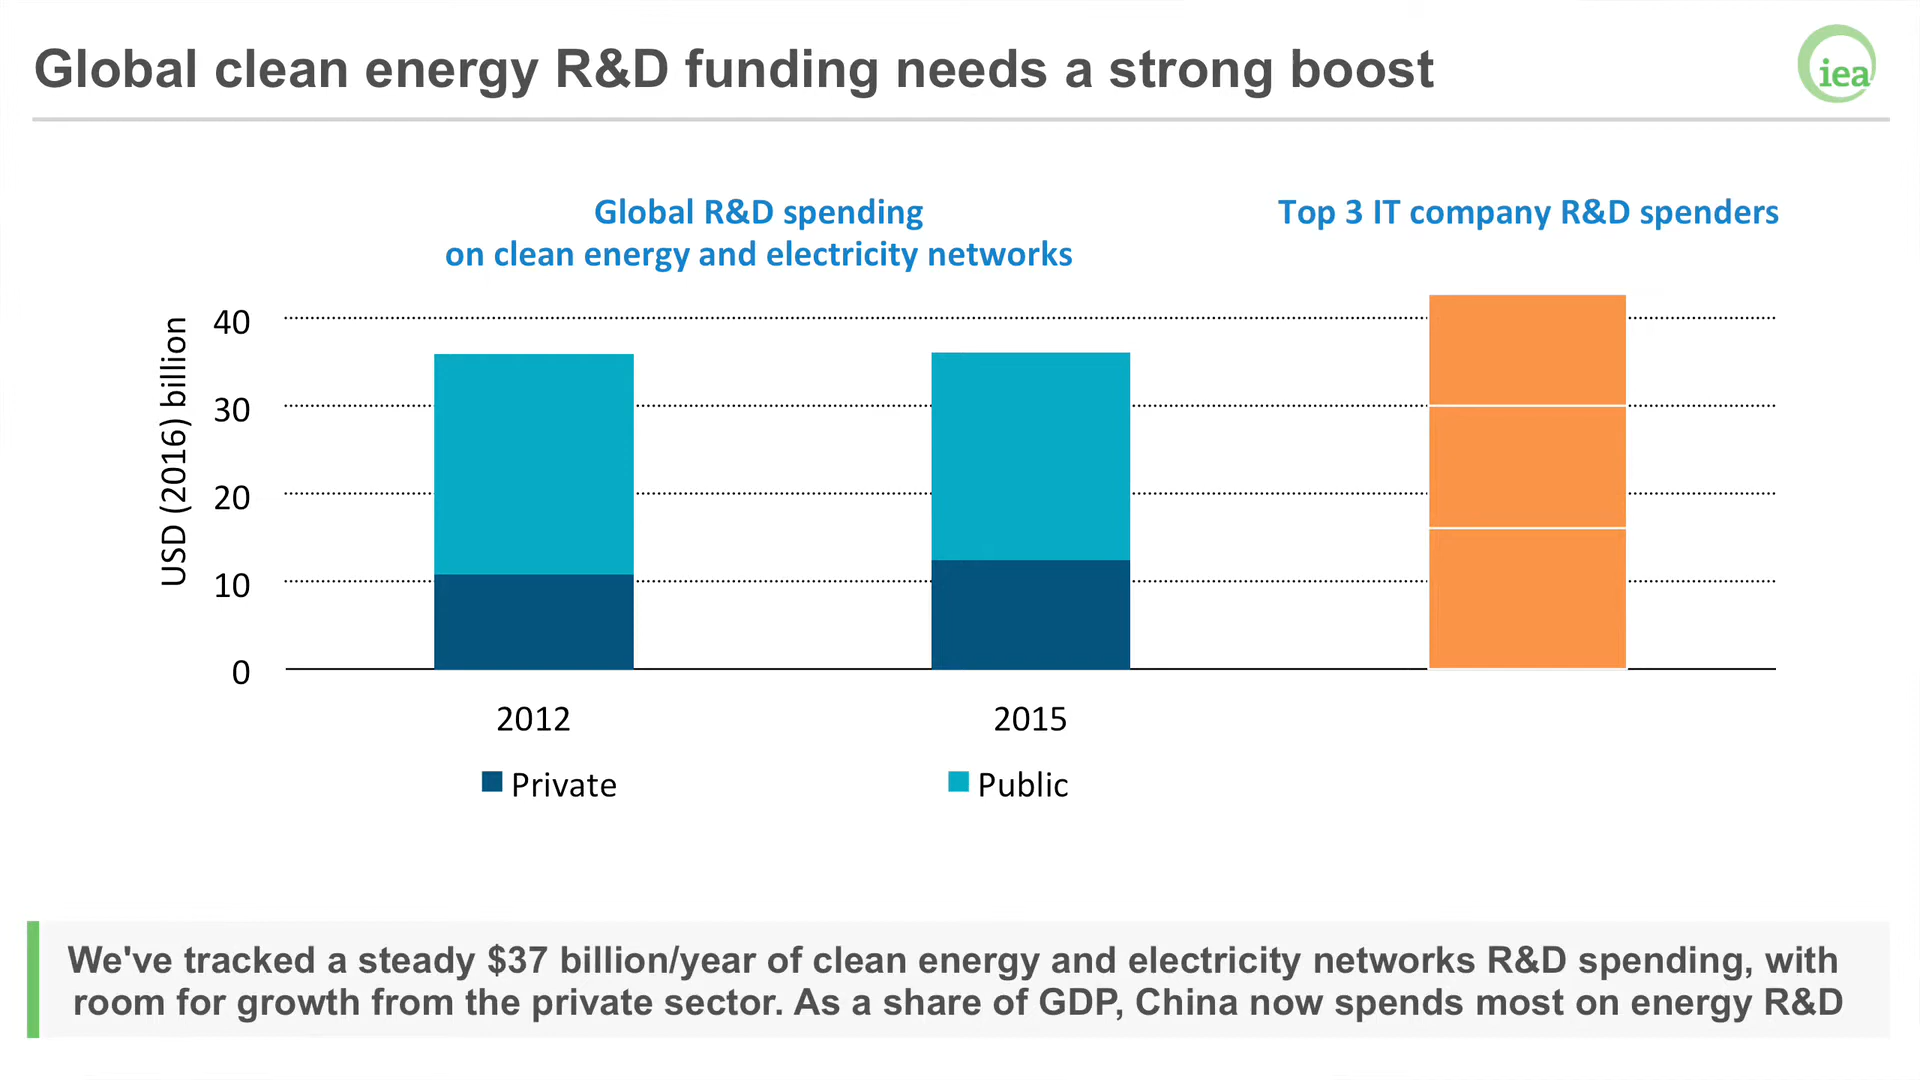 Global clean energy R&D funding needs a strong boost
iea
Global R&D spending
on clean energy and electricity networks
Top 3 IT company R&D spenders
USD (2016) billion
40
30
20
10
0
2012
2015
Private
Public
We've tracked a steady $37 billion/year of clean energy and electricity networks R&D spending, with
room for growth from the private sector. As a share of GDP, China now spends most on energy R&D